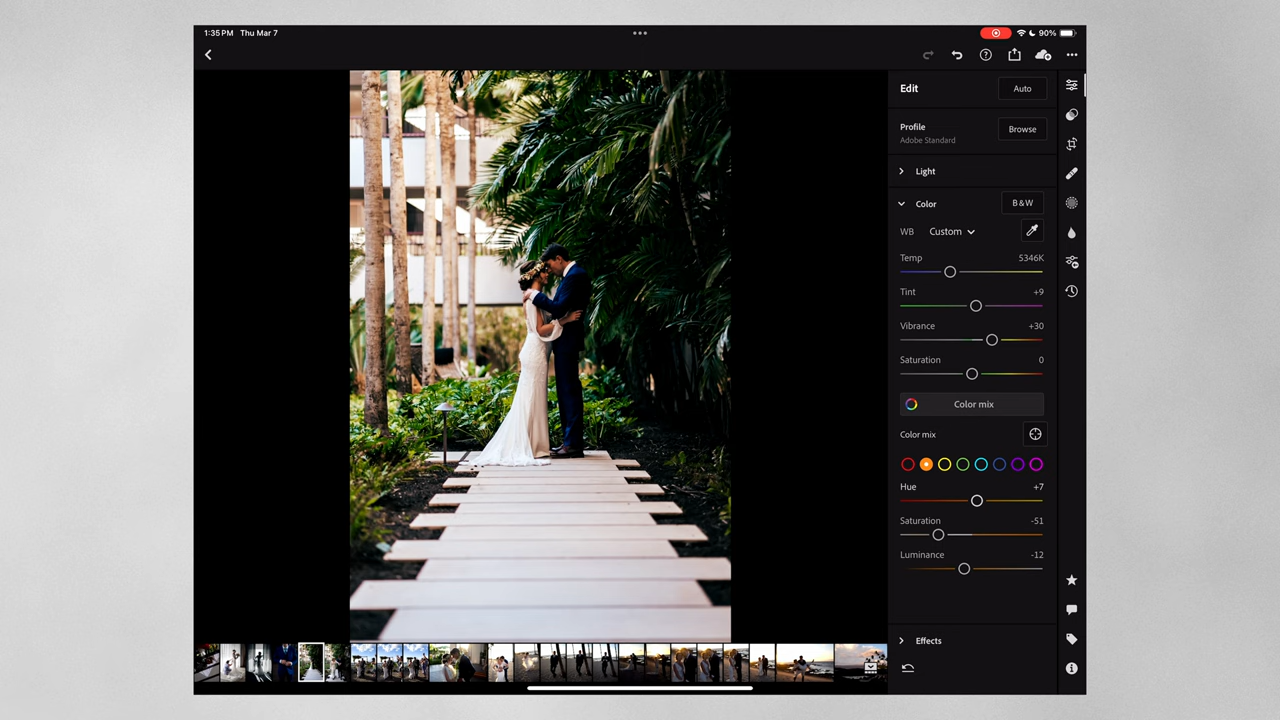 1:35 PM Thu Mar 7
90%
Edit
Auto
Profile
Adobe Standard
Browse
Light
Color
B & W
WB Custom
Temp 5346K
Tint +9
Vibrance +30
Saturation 0
Color mix
Color mix
Hue +7
Saturation -51
Luminance -12
Effects